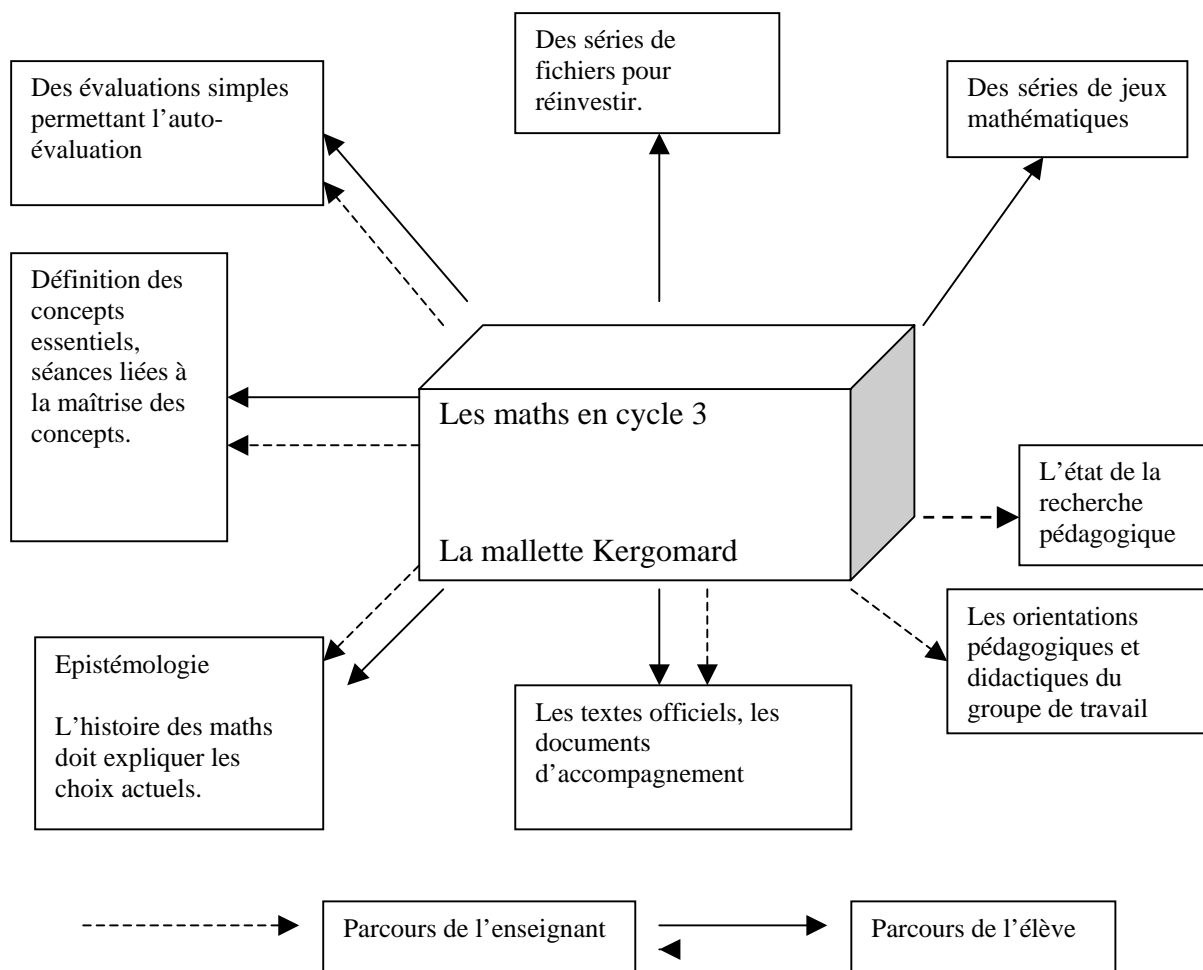 Des séries de
fichiers pour
réinvestir.
Des évaluations simples
permettant l’auto-
évaluation
Des séries de jeux
mathématiques
Définition des
concepts
essentiels,
séances liées à
la maîtrise des
concepts.
Les maths en cycle 3
La mallette Kergomard
L’état de la
recherche
pédagogique
Les orientations
pédagogiques et
didactiques du
groupe de travail
Epistémologie
L’histoire des maths
doit expliquer les
choix actuels.
Les textes officiels, les
documents
d’accompagnement
Parcours de l’enseignant
Parcours de l’élève